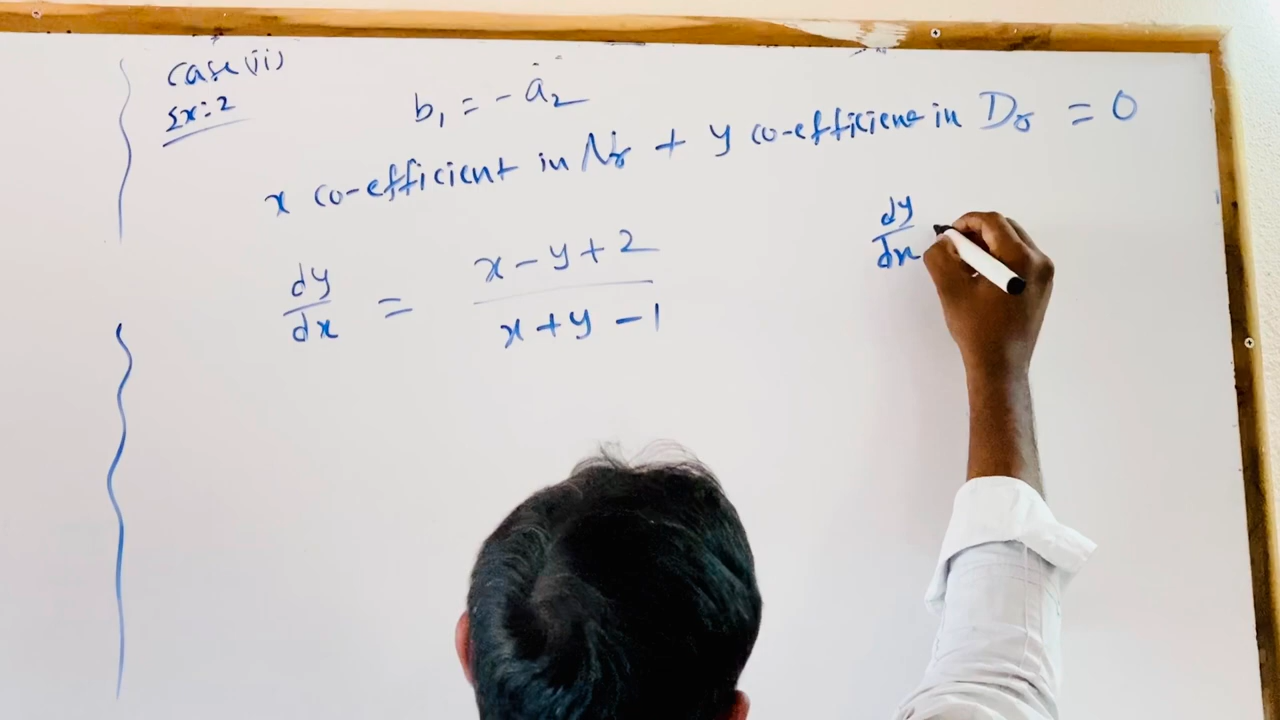 case (ii)
Ex: 2
b₁ = - a₂
x co-efficient in Nr + y co-efficient in Dr = 0
dy/dx = (x - y + 2)/(x + y - 1)
dy/dx